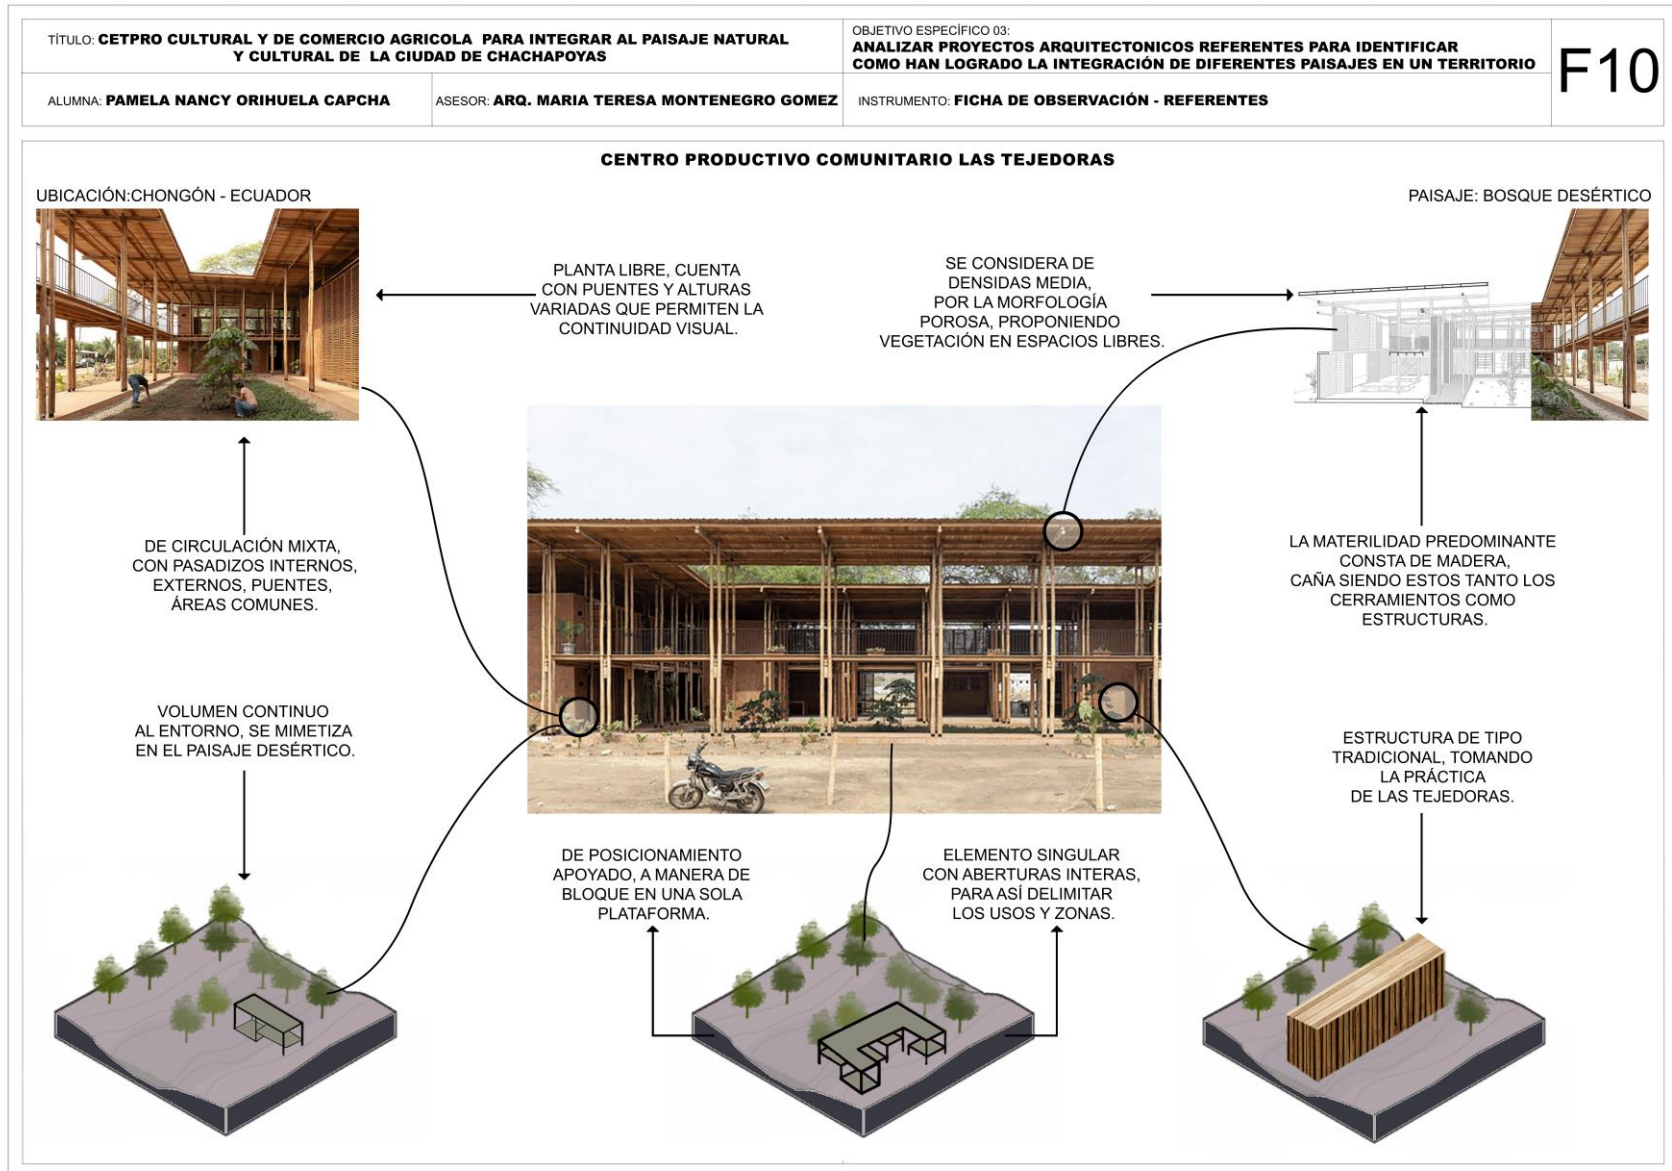 TÍTULO: CETPRO CULTURAL Y DE COMERCIO AGRICOLA PARA INTEGRAR AL PAISAJE NATURAL
Y CULTURAL DE LA CIUDAD DE CHACHAPOYAS
OBJETIVO ESPECÍFICO 03:
ANALIZAR PROYECTOS ARQUITECTONICOS REFERENTES PARA IDENTIFICAR
COMO HAN LOGRADO LA INTEGRACIÓN DE DIFERENTES PAISAJES EN UN TERRITORIO
F10
ALUMNA: PAMELA NANCY ORIHUELA CAPCHA
ASESOR: ARQ. MARIA TERESA MONTENEGRO GOMEZ
INSTRUMENTO: FICHA DE OBSERVACIÓN - REFERENTES
CENTRO PRODUCTIVO COMUNITARIO LAS TEJEDORAS
UBICACIÓN:CHONGÓN - ECUADOR
PAISAJE: BOSQUE DESÉRTICO
PLANTA LIBRE, CUENTA
CON PUENTES Y ALTURAS
VARIADAS QUE PERMITEN LA
CONTINUIDAD VISUAL.
SE CONSIDERA DE
DENSIDAS MEDIA,
POR LA MORFOLOGÍA
POROSA, PROPONIENDO
VEGETACIÓN EN ESPACIOS LIBRES.
DE CIRCULACIÓN MIXTA,
CON PASADIZOS INTERNOS,
EXTERNOS, PUENTES,
ÁREAS COMUNES.
LA MATERILIDAD PREDOMINANTE
CONSTA DE MADERA,
CAÑA SIENDO ESTOS TANTO LOS
CERRAMIENTOS COMO
ESTRUCTURAS.
VOLUMEN CONTINUO
AL ENTORNO, SE MIMETIZA
EN EL PAISAJE DESÉRTICO.
ESTRUCTURA DE TIPO
TRADICIONAL, TOMANDO
LA PRÁCTICA
DE LAS TEJEDORAS.
DE POSICIONAMIENTO
APOYADO, A MANERA DE
BLOQUE EN UNA SOLA
PLATAFORMA.
ELEMENTO SINGULAR
CON ABERTURAS INTERAS,
PARA ASÍ DELIMITAR
LOS USOS Y ZONAS.